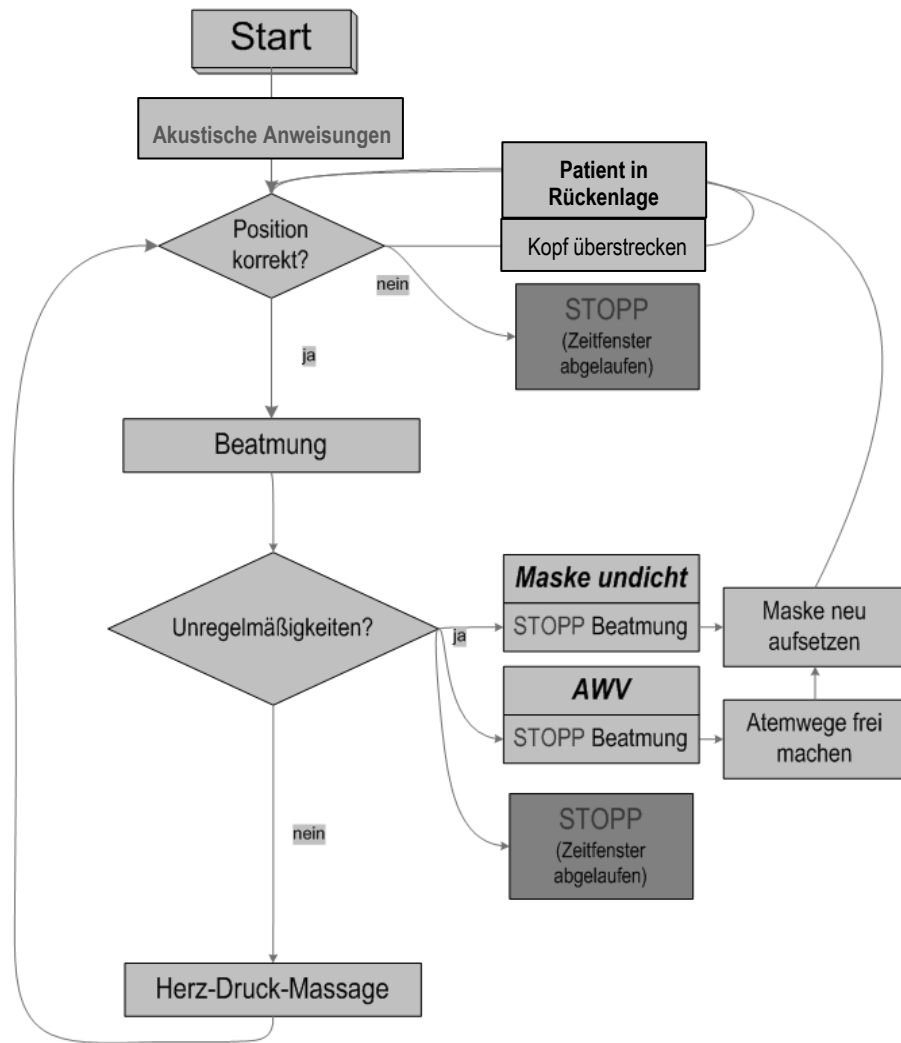 Start
Akustische Anweisungen
Patient in
Rückenlage
Kopf überstrecken
Position
korrekt?
nein
STOPP
(Zeitfenster
abgelaufen)
ja
Beatmung
Unregelmäßigkeiten?
ja
Maske undicht
STOPP Beatmung
Maske neu
aufsetzen
AWV
STOPP Beatmung
Atemwege frei
machen
STOPP
(Zeitfenster
abgelaufen)
nein
Herz-Druck-Massage